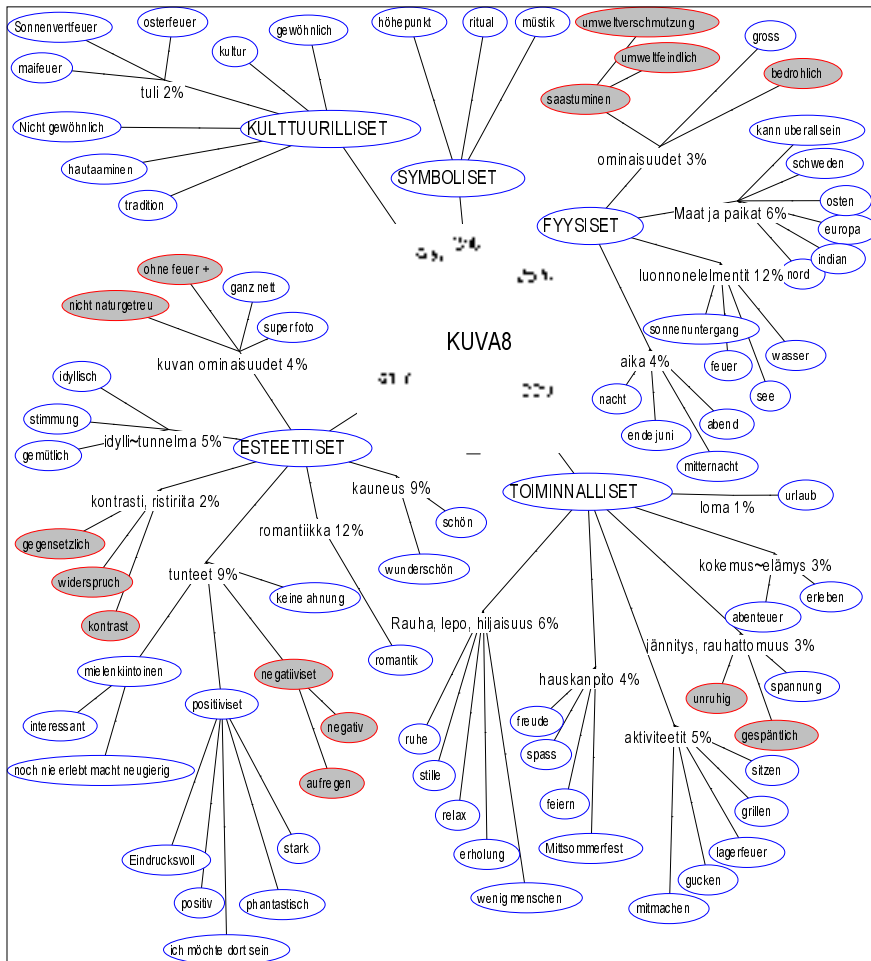 Sonnenvertfeuer
osterfeuer
gewöhnlich
kultur
maifeuer
tuli 2%
Nicht gewöhnlich
KULTTUURILLISET
hautaaminen
tradition
höhepunkt
ritual
müstik
SYMBOLISET
umweltverschmutzung
gross
umweltfeindlich
bedrohlich
saastuminen
ominaisuudet 3%
kann uberall sein
schweden
osten
Maat ja paikat 6%
FYYSISET
europa
indian
nord
luonnonelelmentit 12%
sonnenuntergang
wasser
feuer
see
aika 4%
nacht
abend
ende juni
mitternacht
KUVA8
ohne feuer +
ganz nett
nicht naturgetreu
super foto
kuvan ominaisuudet 4%
idyllisch
stimmung
idylli~tunnelma 5%
gemütlich
ESTEETTISET
kontrasti, ristiriita 2%
gegensetzlich
widerspruch
kontrast
kauneus 9%
schön
wunderschön
romantiikka 12%
romantik
tunteet 9%
keine ahnung
mielenkiintoinen
interessant
noch nie erlebt macht neugierig
positiiviset
negatiiviset
negativ
aufregen
stark
Eindrucksvoll
positiv
phantastisch
ich möchte dort sein
TOIMINNALLISET
loma 1%
urlaub
kokemus~elämys 3%
erleben
abenteuer
jännitys, rauhattomuus 3%
unruhig
spannung
gespäntlich
Rauha, lepo, hiljaisuus 6%
ruhe
stille
relax
erholung
wenig menschen
hauskanpito 4%
freude
spass
feiern
Mittsommerfest
aktiviteetit 5%
sitzen
grillen
lagerfeuer
gucken
mitmachen